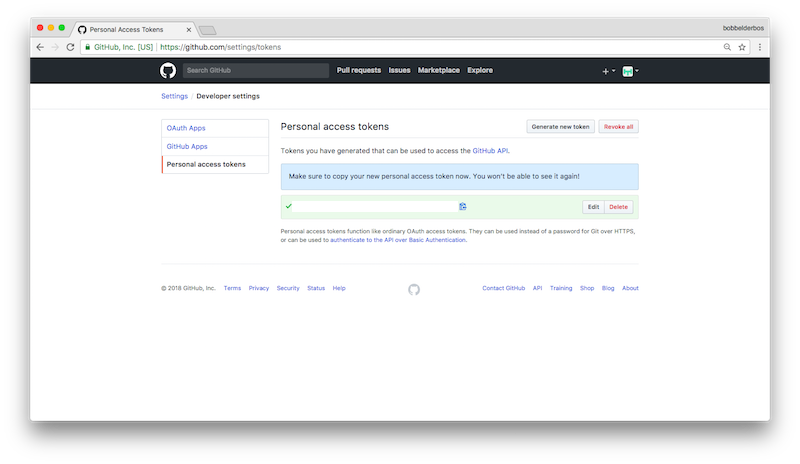 Personal Access Tokens
bobbelderbos
GitHub, Inc. [US] https://github.com/settings/tokens
Search GitHub Pull requests Issues Marketplace Explore
Settings / Developer settings
OAuth Apps
GitHub Apps
Personal access tokens
Personal access tokens
Generate new token
Revoke all
Tokens you have generated that can be used to access the GitHub API.
Make sure to copy your new personal access token now. You won't be able to see it again!
Edit Delete
Personal access tokens function like ordinary OAuth access tokens. They can be used instead of a password for Git over HTTPS,
or can be used to authenticate to the API over Basic Authentication.
© 2018 GitHub, Inc. Terms Privacy Security Status Help Contact GitHub API Training Shop Blog About